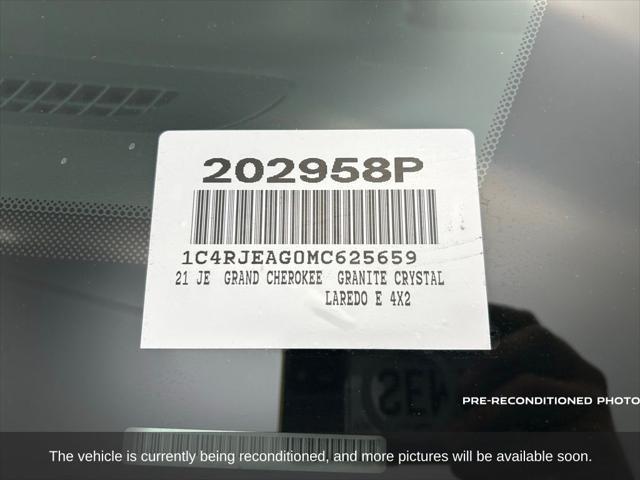 202958P
1C4RJEAG0MC625659
21 JE GRAND CHEROKEE GRANITE CRYSTAL
LAREDO E 4X2
PRE-RECONDITIONED PHOTO
The vehicle is currently being reconditioned, and more pictures will be available soon.